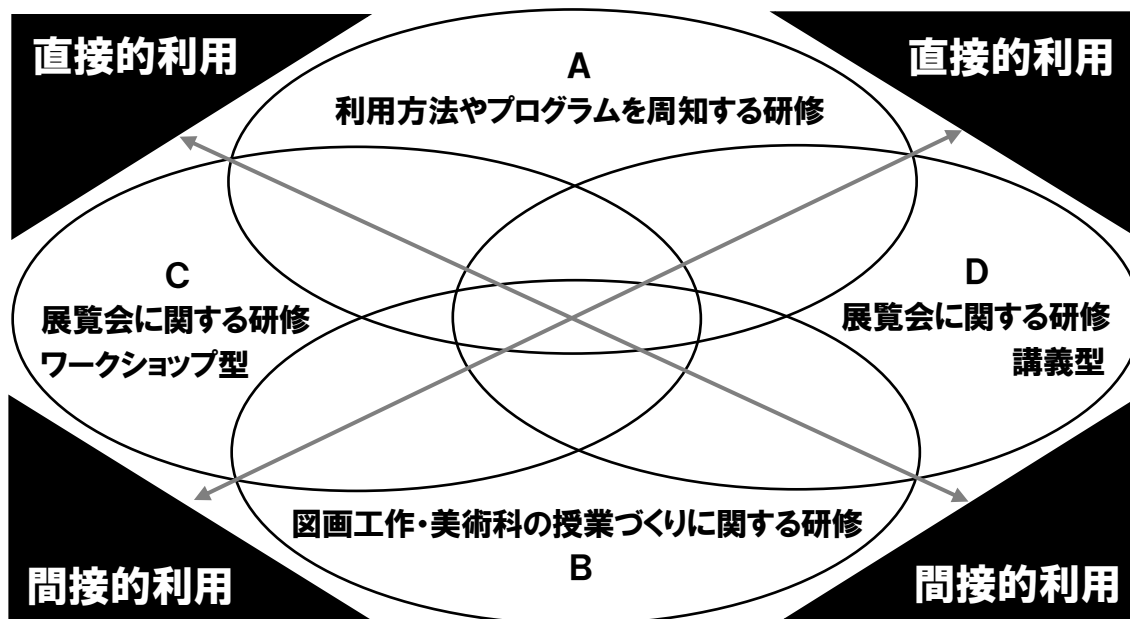 直接的利用
直接的利用
A
利用方法やプログラムを周知する研修
C
展覧会に関する研修
ワークショップ型
D
展覧会に関する研修
講義型
図画工作・美術科の授業づくりに関する研修
B
間接的利用
間接的利用